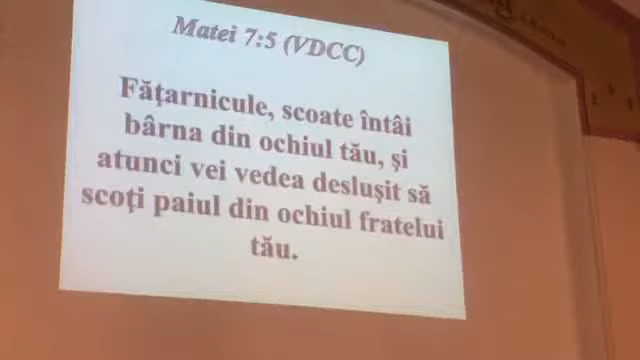 Matei 7:5 (VDCC)
Făţarnicule, scoate întâi
bârna din ochiul tău, şi
atunci vei vedea desluşit să
scoţi paiul din ochiul fratelui
tău.